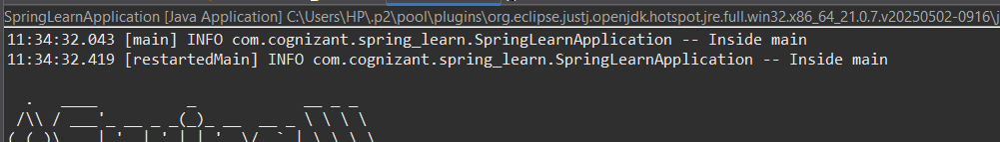 SpringLearnApplication [Java Application] C:\Users\HP\.p2\pool\plugins\org.eclipse.justj.openjdk.hotspot.jre.full.win32.x86_64_21.0.7.v20250502-0916\j
11:34:32.043 [main] INFO com.cognizant.spring_learn.SpringLearnApplication -- Inside main
11:34:32.419 [restartedMain] INFO com.cognizant.spring_learn.SpringLearnApplication -- Inside main
  .   ____          _            __ _ _
 /\\ / ___'_ __ _ _(_)_ __  __ _ \ \ \ \
( ( )\___ | '_ | '_| | '_ \/ _` | \ \ \ \